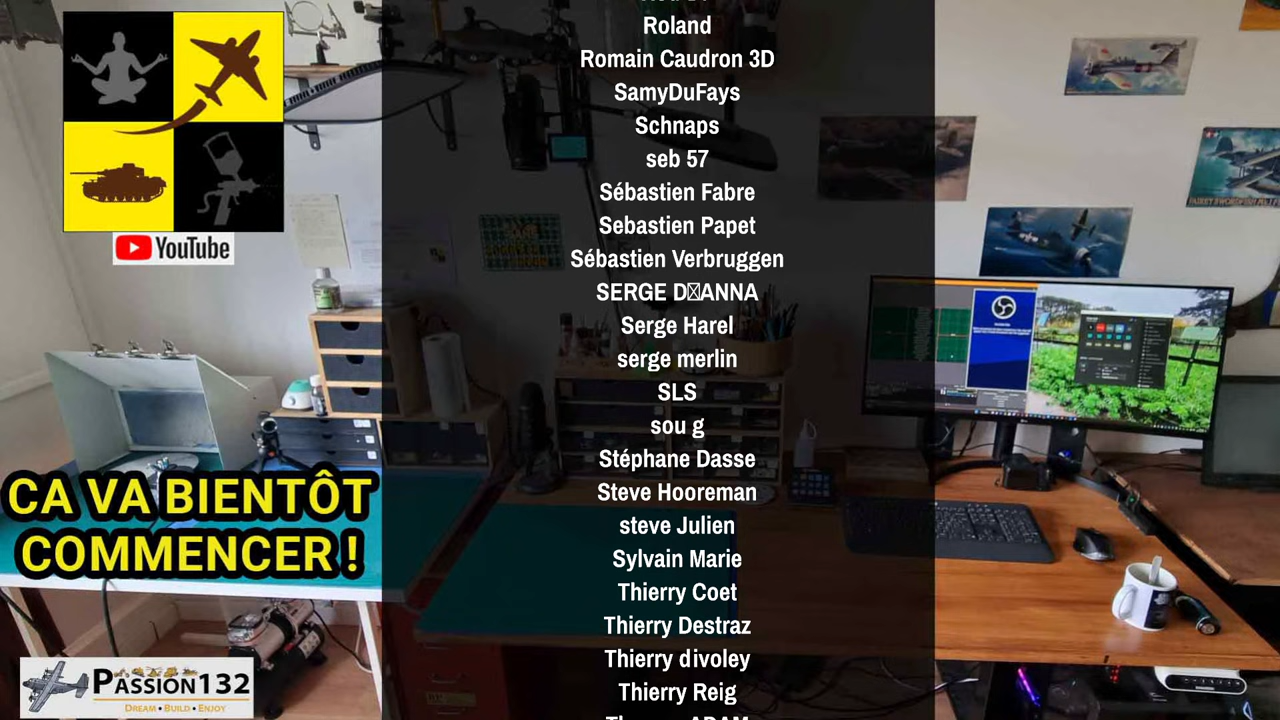 Roland
Romain Caudron 3D
SamyDuFays
Schnaps
seb 57
Sébastien Fabre
Sebastien Papet
Sébastien Verbruggen
SERGE D▯ANNA
Serge Harel
serge merlin
SLS
sou g
Stéphane Dasse
Steve Hooreman
steve Julien
Sylvain Marie
Thierry Coet
Thierry Destraz
Thierry divoley
Thierry Reig
YouTube
CA VA BIENTÔT
COMMENCER !
PASSION132
DREAM • BUILD • ENJOY